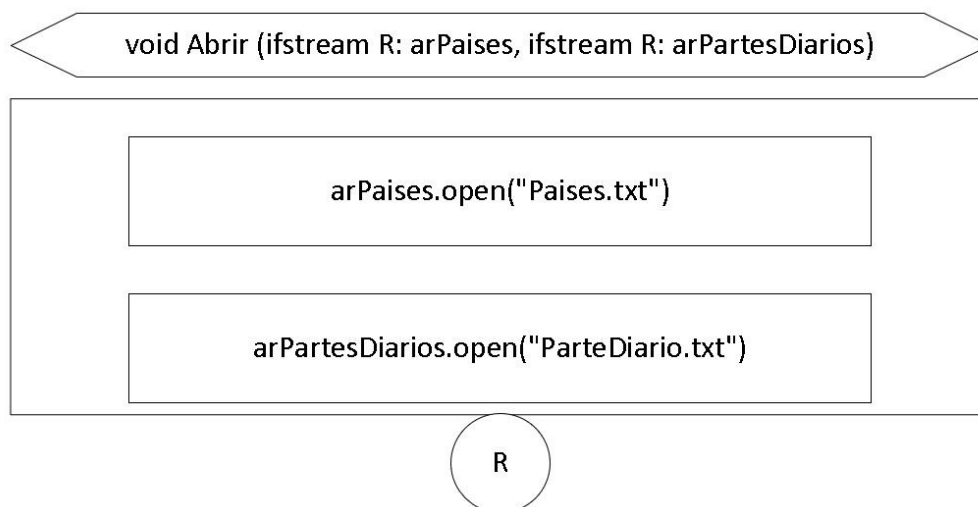 void Abrir (ifstream R: arPaises, ifstream R: arPartesDiarios)
arPaises.open("Paises.txt")
arPartesDiarios.open("ParteDiario.txt")
R